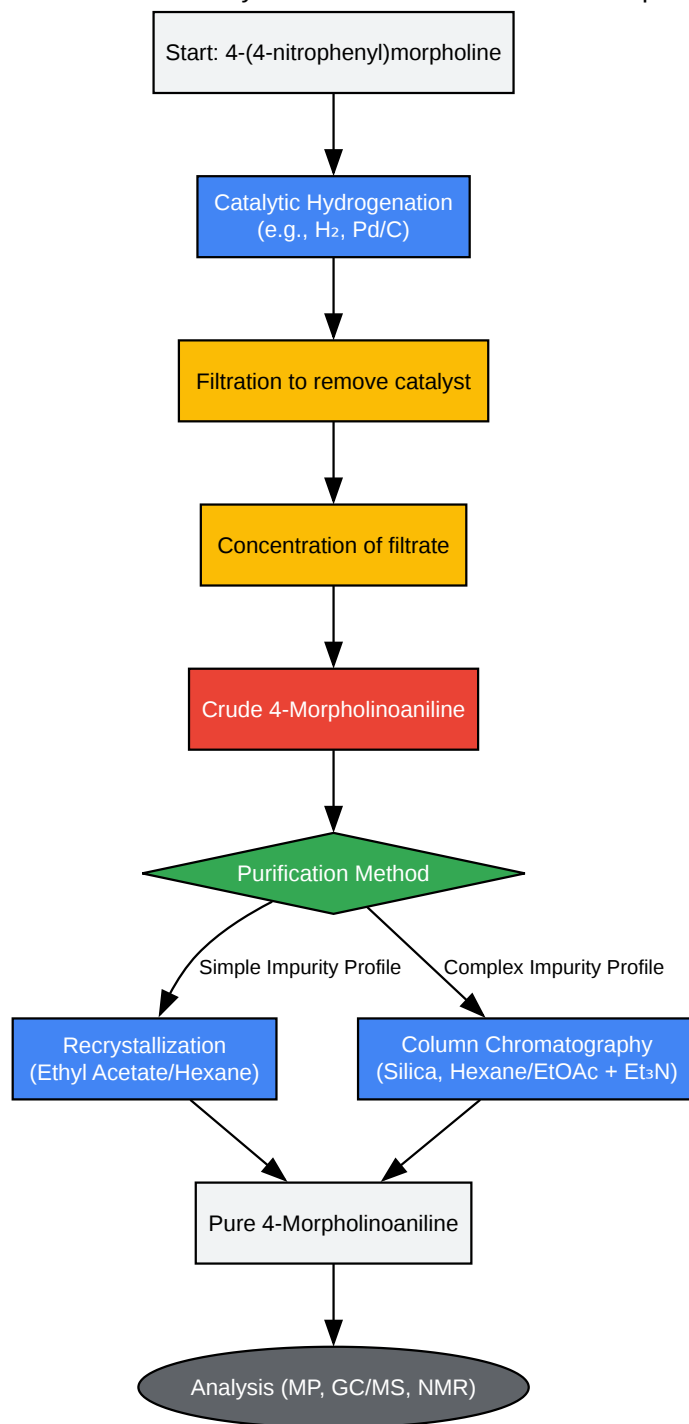 Start: 4-(4-nitrophenyl)morpholine
Catalytic Hydrogenation
(e.g., H₂, Pd/C)
Filtration to remove catalyst
Concentration of filtrate
Crude 4-Morpholinoaniline
Purification Method
Simple Impurity Profile
Complex Impurity Profile
Recrystallization
(Ethyl Acetate/Hexane)
Column Chromatography
(Silica, Hexane/EtOAc + Et₃N)
Pure 4-Morpholinoaniline
Analysis (MP, GC/MS, NMR)